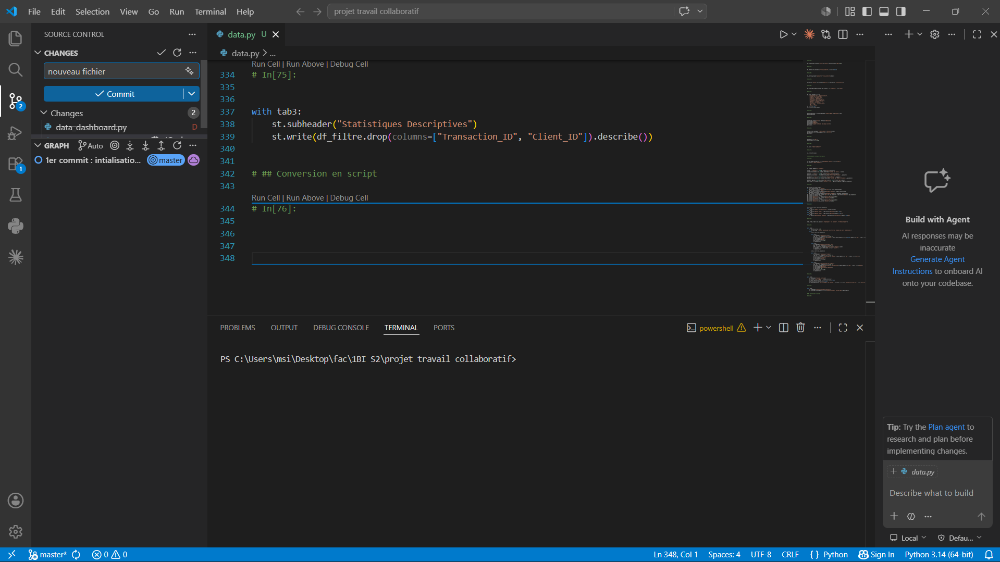 File Edit Selection View Go Run Terminal Help
projet travail collaboratif
SOURCE CONTROL
CHANGES
nouveau fichier
Commit
Changes 2
data_dashboard.py D
GRAPH Auto
1er commit : intialisatio... master
2
1
data.py U
data.py > ...
Run Cell | Run Above | Debug Cell
334 # In[75]:
335
336
337 with tab3:
338 st.subheader("Statistiques Descriptives")
339 st.write(df_filtre.drop(columns=["Transaction_ID", "Client_ID"]).describe())
340
341
342 # ## Conversion en script
343
Run Cell | Run Above | Debug Cell
344 # In[76]:
345
346
347
348
PROBLEMS OUTPUT DEBUG CONSOLE TERMINAL PORTS
powershell
PS C:\Users\msi\Desktop\fac\1BI S2\projet travail collaboratif>
Build with Agent
AI responses may be
inaccurate
Generate Agent
Instructions to onboard AI
onto your codebase.
Tip: Try the Plan agent to
research and plan before
implementing changes.
data.py
Describe what to build
Local Defau...
master* 0 0
Ln 348, Col 1 Spaces: 4 UTF-8 CRLF { } Python Sign In Python 3.14 (64-bit)